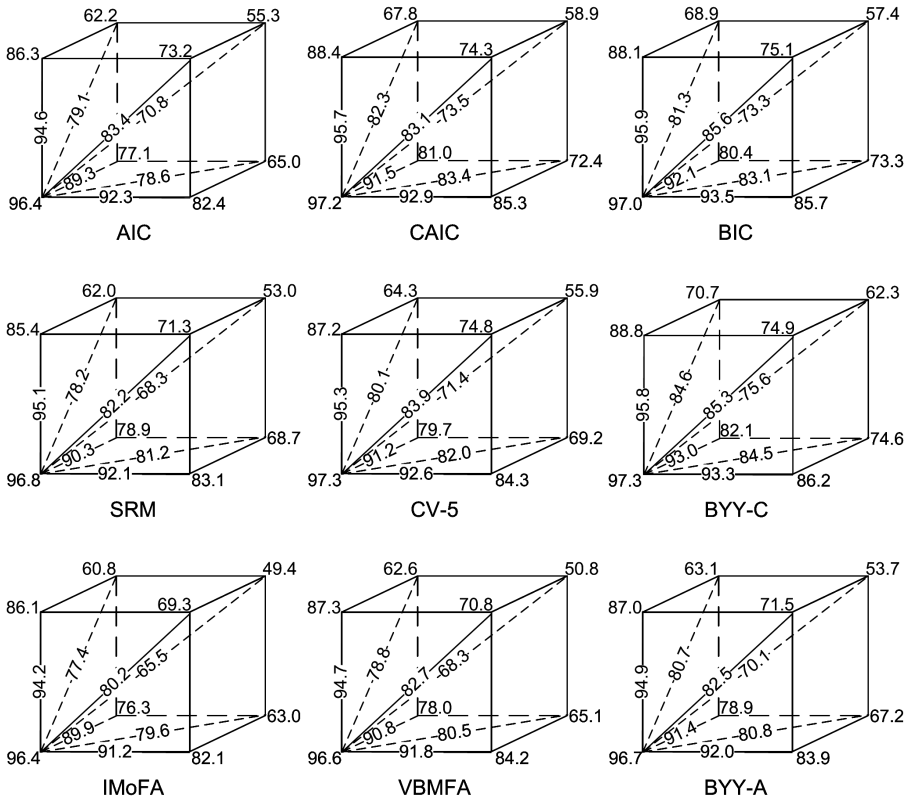 62.2 55.3 67.8 58.9 68.9 57.4
86.3 73.2 88.4 74.3 88.1 75.1
94.6 79.1 83.4 70.8 95.7 82.3 83.1 73.5 95.9 81.3 85.6 73.3
77.1 65.0 81.0 72.4 80.4 73.3
89.3 78.6 91.5 83.4 92.1 83.1
96.4 92.3 82.4 97.2 92.9 85.3 97.0 93.5 85.7
AIC CAIC BIC
62.0 53.0 64.3 55.9 70.7 62.3
85.4 71.3 87.2 74.8 88.8 74.9
95.1 78.2 82.2 68.3 95.3 80.1 83.9 71.4 95.8 84.6 85.3 75.6
78.9 68.7 79.7 69.2 82.1 74.6
90.3 81.2 91.2 82.0 93.0 84.5
96.8 92.1 83.1 97.3 92.6 84.3 97.3 93.3 86.2
SRM CV-5 BYY-C
60.8 49.4 62.6 50.8 63.1 53.7
86.1 69.3 87.3 70.8 87.0 71.5
94.2 77.4 80.2 65.5 94.7 78.8 82.7 68.3 94.9 80.7 82.5 70.1
76.3 63.0 78.0 65.1 78.9 67.2
89.9 79.6 90.8 80.5 91.4 80.8
96.4 91.2 82.1 96.6 91.8 84.2 96.7 92.0 83.9
IMoFA VBMFA BYY-A